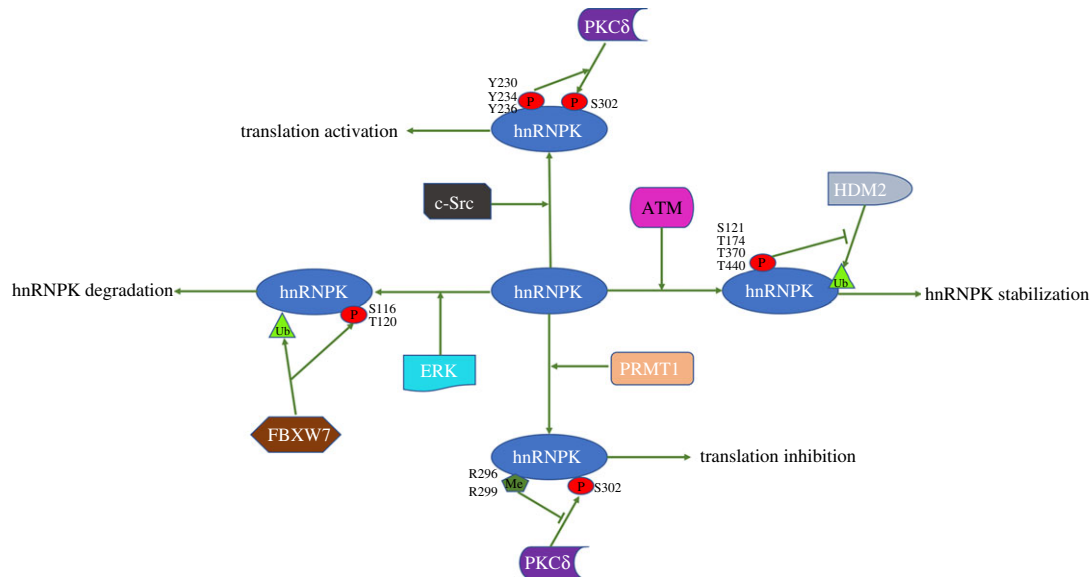 PKCδ
Y230
Y234
Y236
P
P
S302
hnRNPK
translation activation
c-Src
ATM
HDM2
S121
T174
T370
T440
P
Ub
hnRNPK
hnRNPK stabilization
hnRNPK
hnRNPK
hnRNPK degradation
Ub
P
S116
T120
ERK
PRMT1
FBXW7
hnRNPK
translation inhibition
R296
R299
Me
P
S302
PKCδ